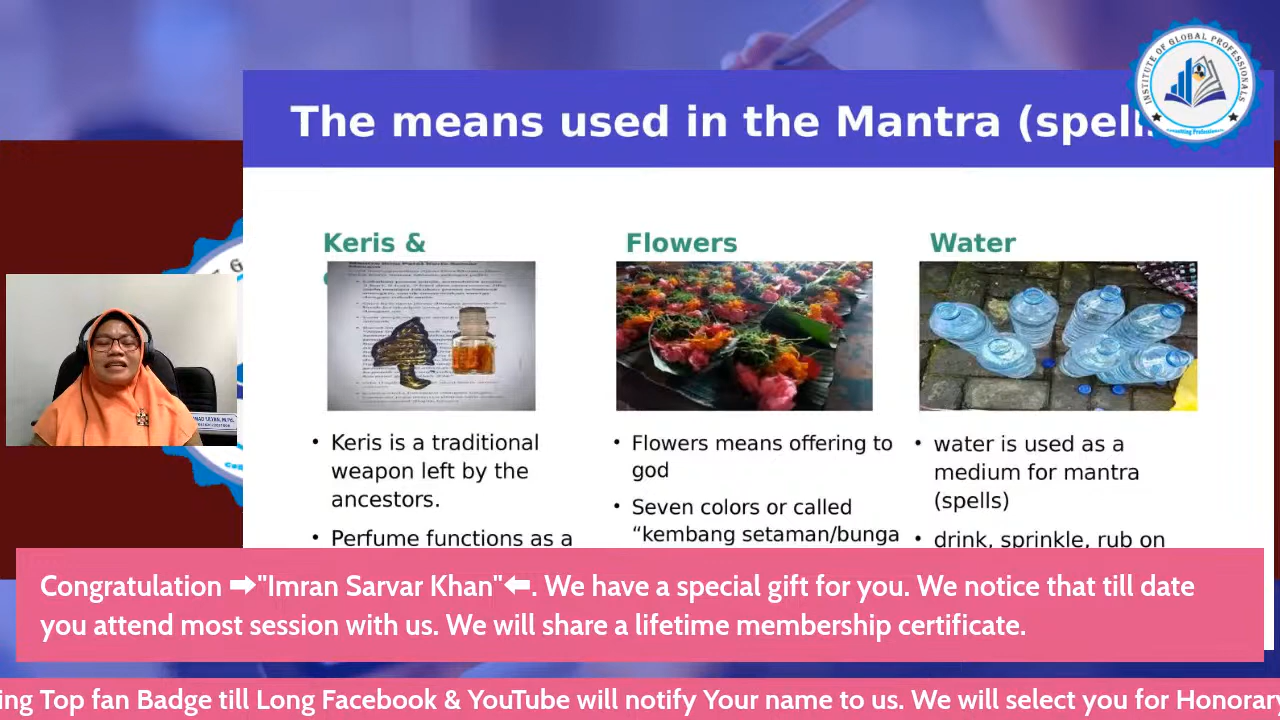 The means used in the Mantra (spell
INSTITUTE OF GLOBAL PROFESSIONALS
Keris &
Flowers
Water
• Keris is a traditional
weapon left by the
ancestors.
• Perfume functions as a
• Flowers means offering to
god
• Seven colors or called
“kembang setaman/bunga
• water is used as a
medium for mantra
(spells)
• drink, sprinkle, rub on
Congratulation ➡"Imran Sarvar Khan"⬅. We have a special gift for you. We notice that till date
you attend most session with us. We will share a lifetime membership certificate.
ing Top fan Badge till Long Facebook & YouTube will notify Your name to us. We will select you for Honorary